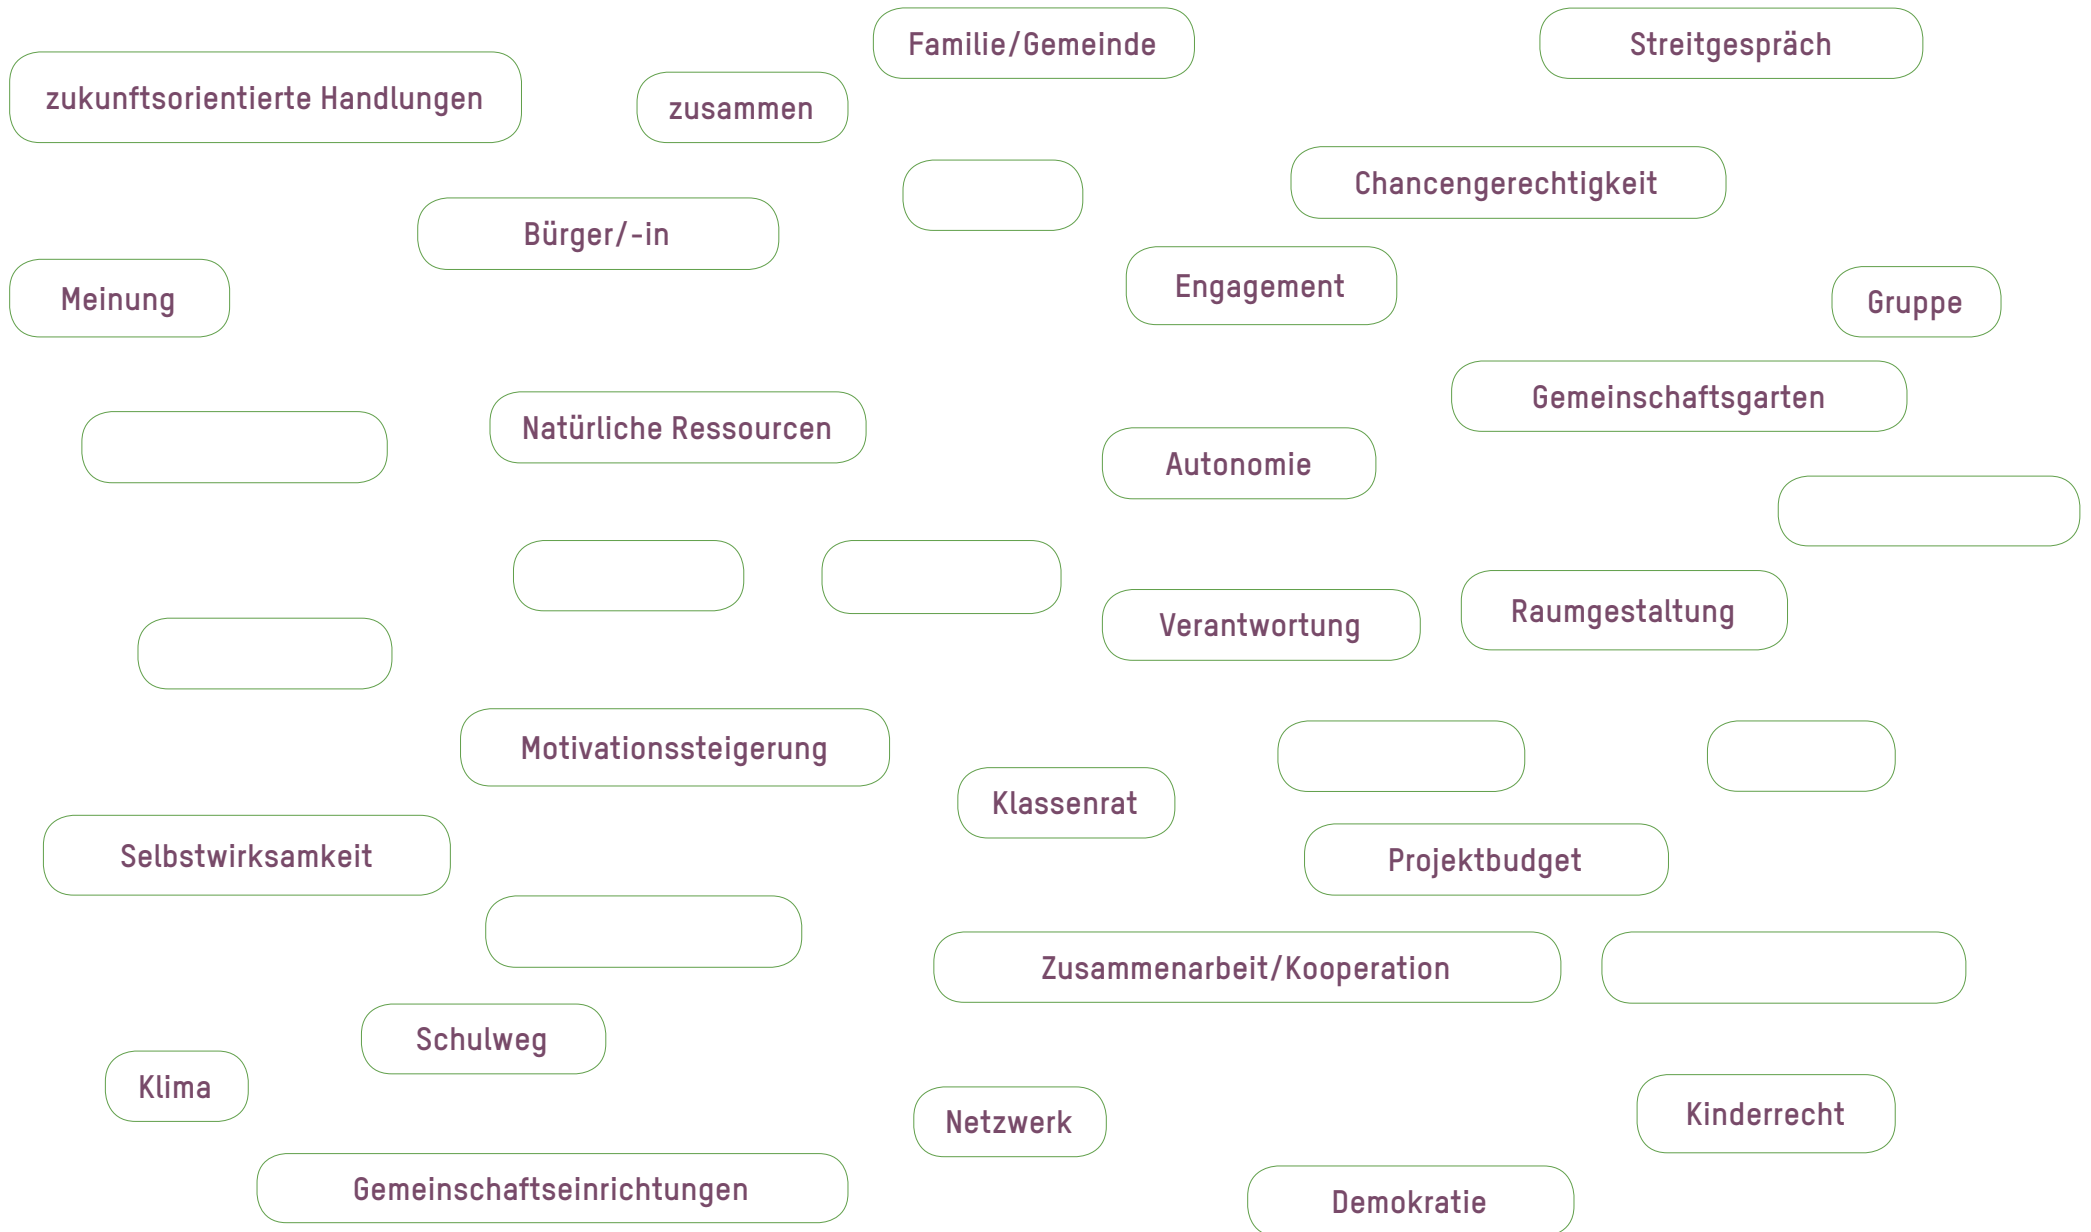 Familie/Gemeinde
Streitgespräch
zukunftsorientierte Handlungen
zusammen
Chancengerechtigkeit
Bürger/-in
Engagement
Meinung
Gruppe
Gemeinschaftsgarten
Natürliche Ressourcen
Autonomie
Raumgestaltung
Verantwortung
Motivationssteigerung
Klassenrat
Selbstwirksamkeit
Projektbudget
Zusammenarbeit/Kooperation
Schulweg
Klima
Kinderrecht
Netzwerk
Gemeinschaftseinrichtungen
Demokratie